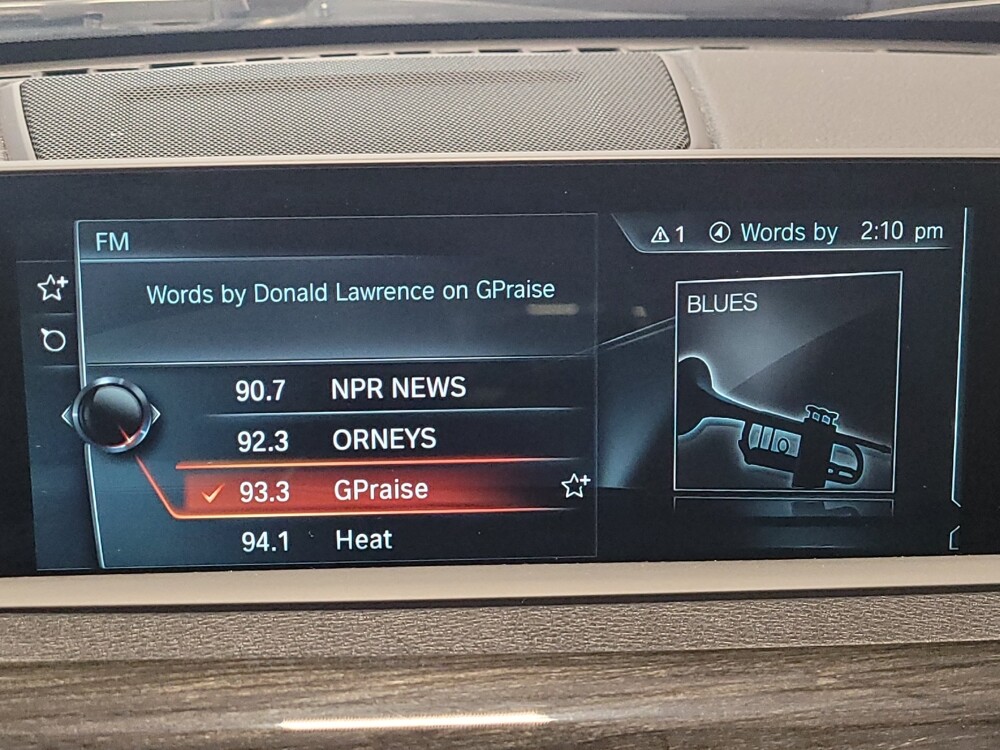 FM
1 Words by 2:10 pm
Words by Donald Lawrence on GPraise
BLUES
90.7 NPR NEWS
92.3 ORNEYS
93.3 GPraise
94.1 Heat